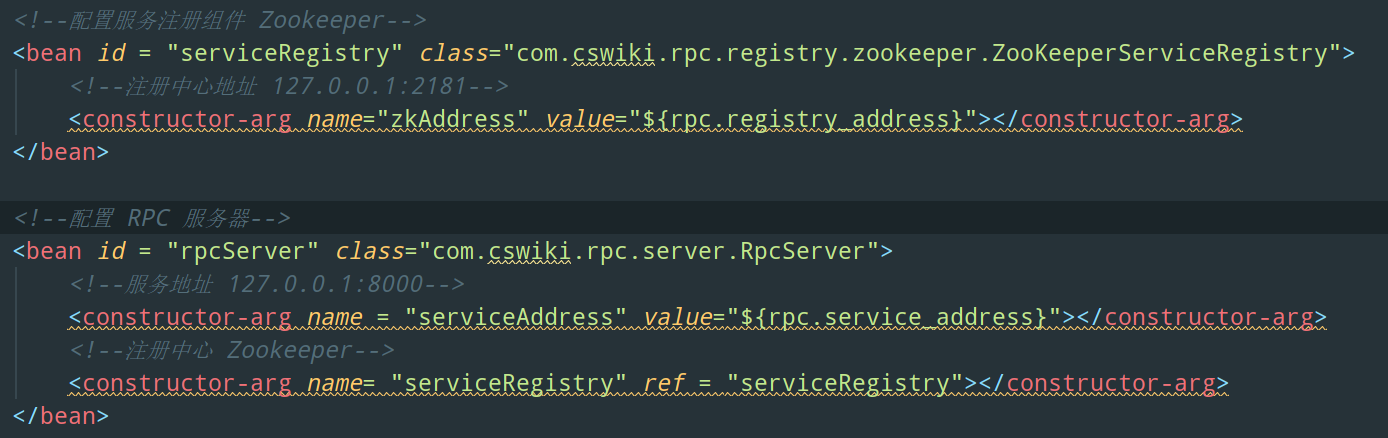 <!--配置服务注册组件 Zookeeper-->
<bean id = "serviceRegistry" class="com.cswiki.rpc.registry.zookeeper.ZooKeeperServiceRegistry">
<!--注册中心地址 127.0.0.1:2181-->
<constructor-arg name="zkAddress" value="${rpc.registry_address}"></constructor-arg>
</bean>
<!--配置 RPC 服务器-->
<bean id = "rpcServer" class="com.cswiki.rpc.server.RpcServer">
<!--服务地址 127.0.0.1:8000-->
<constructor-arg name = "serviceAddress" value="${rpc.service_address}"></constructor-arg>
<!--注册中心 Zookeeper-->
<constructor-arg name= "serviceRegistry" ref = "serviceRegistry"></constructor-arg>
</bean>